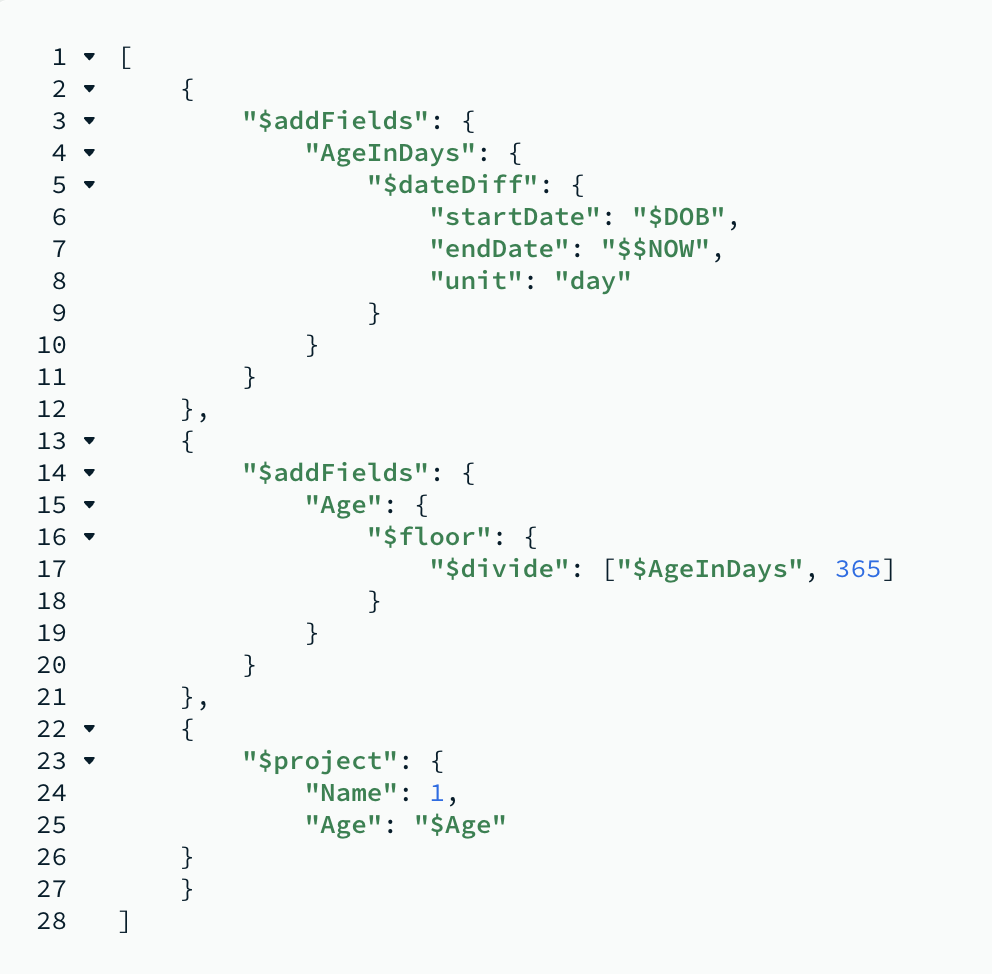 1 [
2 {
3 "$addFields": {
4 "AgeInDays": {
5 "$dateDiff": {
6 "startDate": "$DOB",
7 "endDate": "$$NOW",
8 "unit": "day"
9 }
10 }
11 }
12 },
13 {
14 "$addFields": {
15 "Age": {
16 "$floor": {
17 "$divide": ["$AgeInDays", 365]
18 }
19 }
20 }
21 },
22 {
23 "$project": {
24 "Name": 1,
25 "Age": "$Age"
26 }
27 }
28 ]